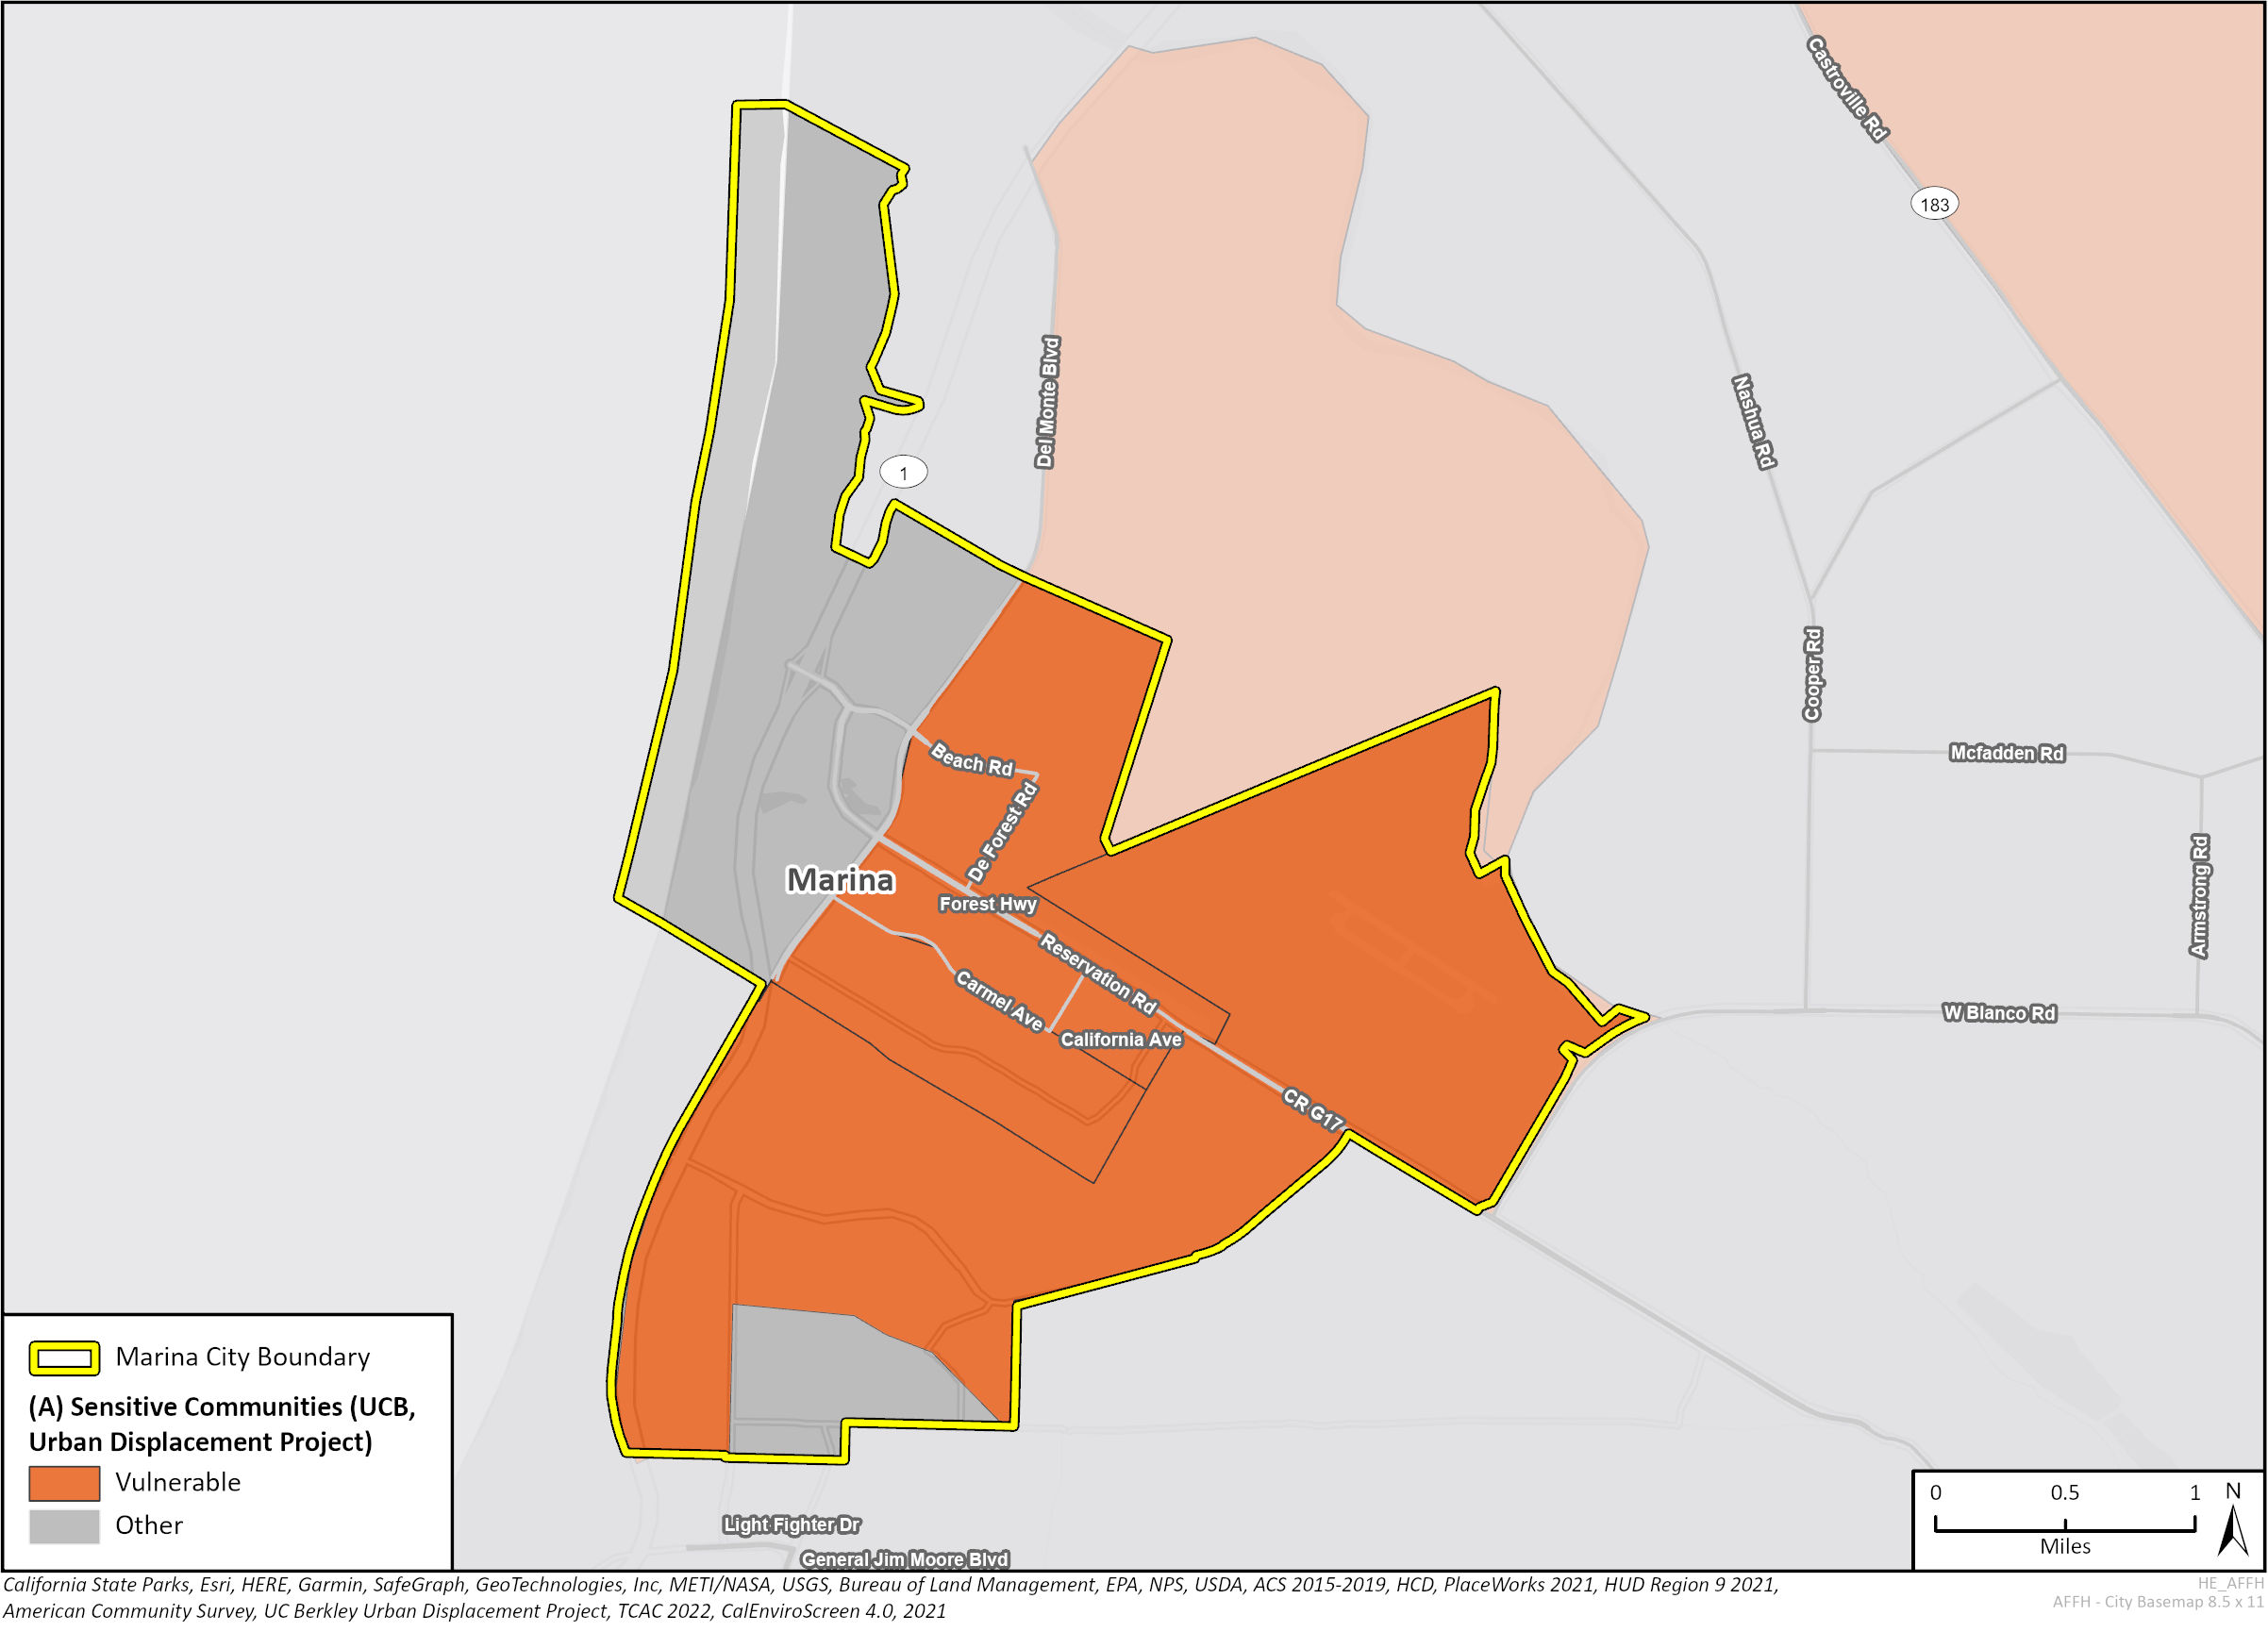 Castroville Rd
183
Del Monte Blvd
Nashua Rd
1
Cooper Rd
Mcfadden Rd
Beach Rd
De Forest Rd
Marina
Forest Hwy
Armstrong Rd
Reservation Rd
Carmel Ave
California Ave
W Blanco Rd
CR G17
Light Fighter Dr
General Jim Moore Blvd
Marina City Boundary
(A) Sensitive Communities (UCB,
Urban Displacement Project)
Vulnerable
Other
0 0.5 1 N
Miles
California State Parks, Esri, HERE, Garmin, SafeGraph, GeoTechnologies, Inc, METI/NASA, USGS, Bureau of Land Management, EPA, NPS, USDA, ACS 2015-2019, HCD, PlaceWorks 2021, HUD Region 9 2021,
American Community Survey, UC Berkley Urban Displacement Project, TCAC 2022, CalEnviroScreen 4.0, 2021
HE_AFFH
AFFH - City Basemap 8.5 x 11